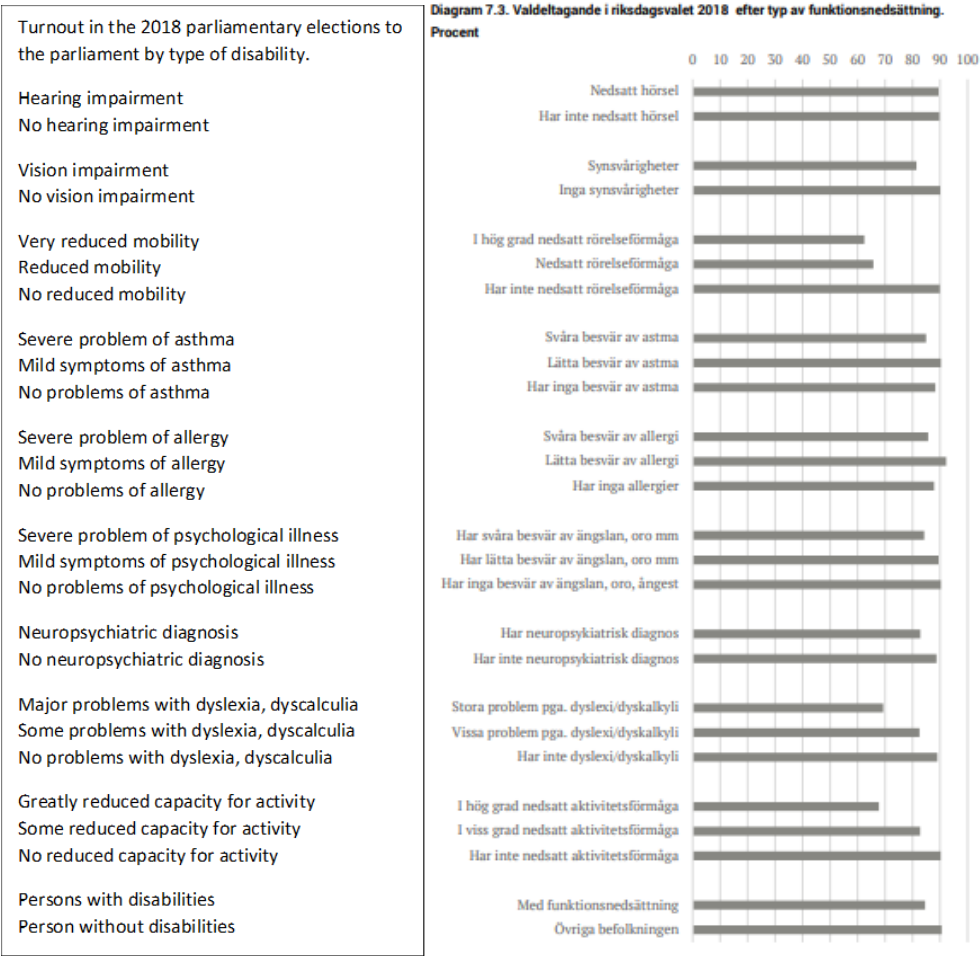 Turnout in the 2018 parliamentary elections to
the parliament by type of disability.
Hearing impairment
No hearing impairment
Vision impairment
No vision impairment
Very reduced mobility
Reduced mobility
No reduced mobility
Severe problem of asthma
Mild symptoms of asthma
No problems of asthma
Severe problem of allergy
Mild symptoms of allergy
No problems of allergy
Severe problem of psychological illness
Mild symptoms of psychological illness
No problems of psychological illness
Neuropsychiatric diagnosis
No neuropsychiatric diagnosis
Major problems with dyslexia, dyscalculia
Some problems with dyslexia, dyscalculia
No problems with dyslexia, dyscalculia
Greatly reduced capacity for activity
Some reduced capacity for activity
No reduced capacity for activity
Persons with disabilities
Person without disabilities
Diagram 7.3. Valdeltagande i riksdagsvalet 2018 efter typ av funktionsnedsättning.
Procent
0 10 20 30 40 50 60 70 80 90 100
Nedsatt hörsel
Har inte nedsatt hörsel
Synsvårigheter
Inga synsvårigheter
I hög grad nedsatt rörelseförmåga
Nedsatt rörelseförmåga
Har inte nedsatt rörelseförmåga
Svåra besvär av astma
Lätta besvär av astma
Har inga besvär av astma
Svåra besvär av allergi
Lätta besvär av allergi
Har inga allergier
Har svåra besvär av ängslan, oro mm
Har lätta besvär av ängslan, oro mm
Har inga besvär av ängslan, oro, ångest
Har neuropsykiatrisk diagnos
Har inte neuropsykiatrisk diagnos
Stora problem pga. dyslexi/dyskalkyli
Vissa problem pga. dyslexi/dyskalkyli
Har inte dyslexi/dyskalkyli
I hög grad nedsatt aktivitetsförmåga
I viss grad nedsatt aktivitetsförmåga
Har inte nedsatt aktivitetsförmåga
Med funktionsnedsättning
Övriga befolkningen